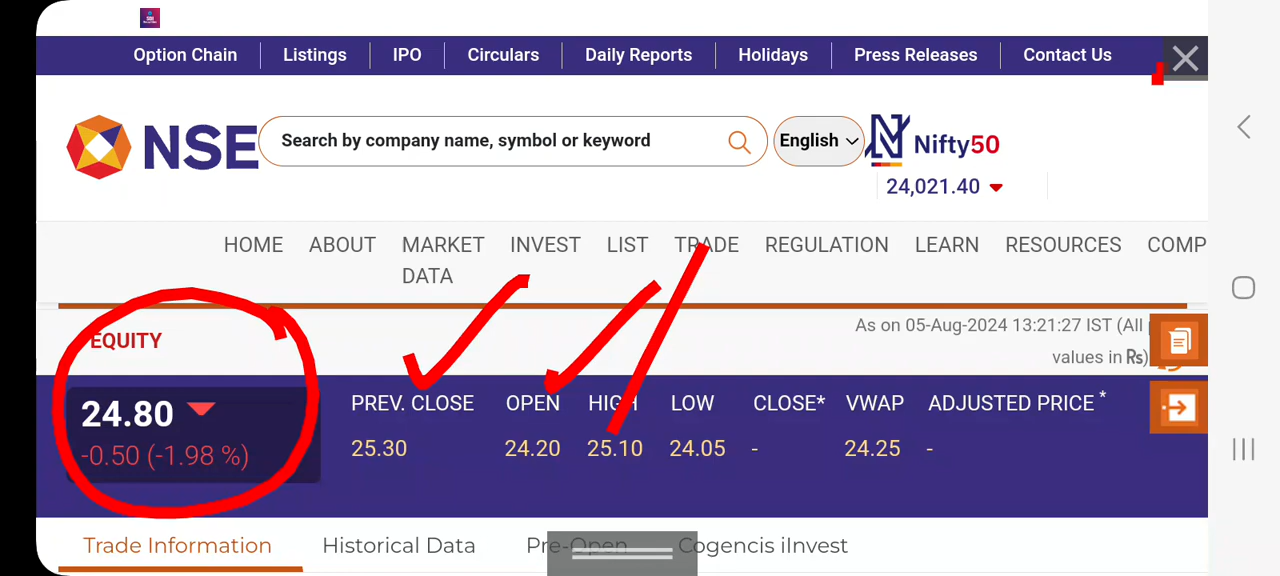 Option Chain Listings IPO Circulars Daily Reports Holidays Press Releases Contact Us
NSE Search by company name, symbol or keyword English Nifty50
24,021.40
HOME ABOUT MARKET DATA INVEST LIST TRADE REGULATION LEARN RESOURCES COMP
As on 05-Aug-2024 13:21:27 IST (All
EQUITY
values in Rs)
PREV. CLOSE OPEN HIGH LOW CLOSE* VWAP ADJUSTED PRICE *
24.80
25.30 24.20 25.10 24.05 - 24.25 -
-0.50 (-1.98 %)
Trade Information Historical Data Pre-Open Cogencis iInvest